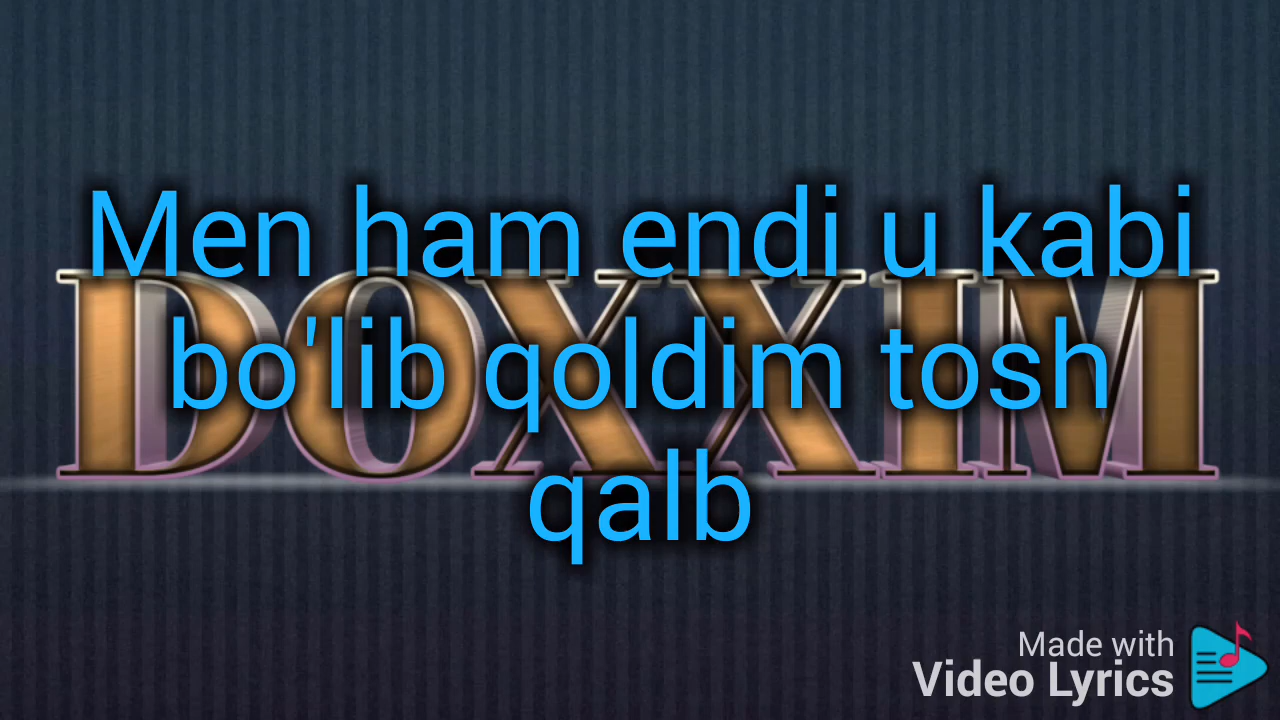 Men ham endi u kabi
bo'lib qoldim tosh
qalb
DOXXIM
Made with
Video Lyrics